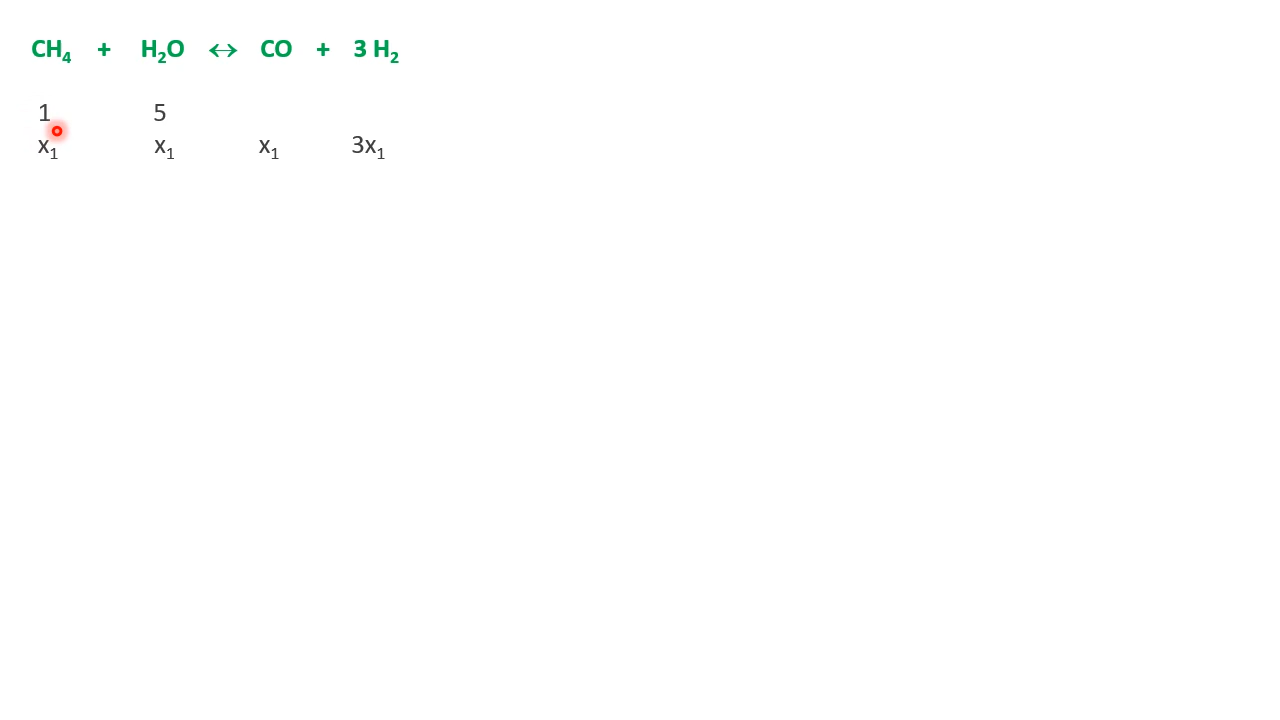 CH₄ + H₂O ↔ CO + 3 H₂
1 5
x₁ x₁ x₁ 3x₁